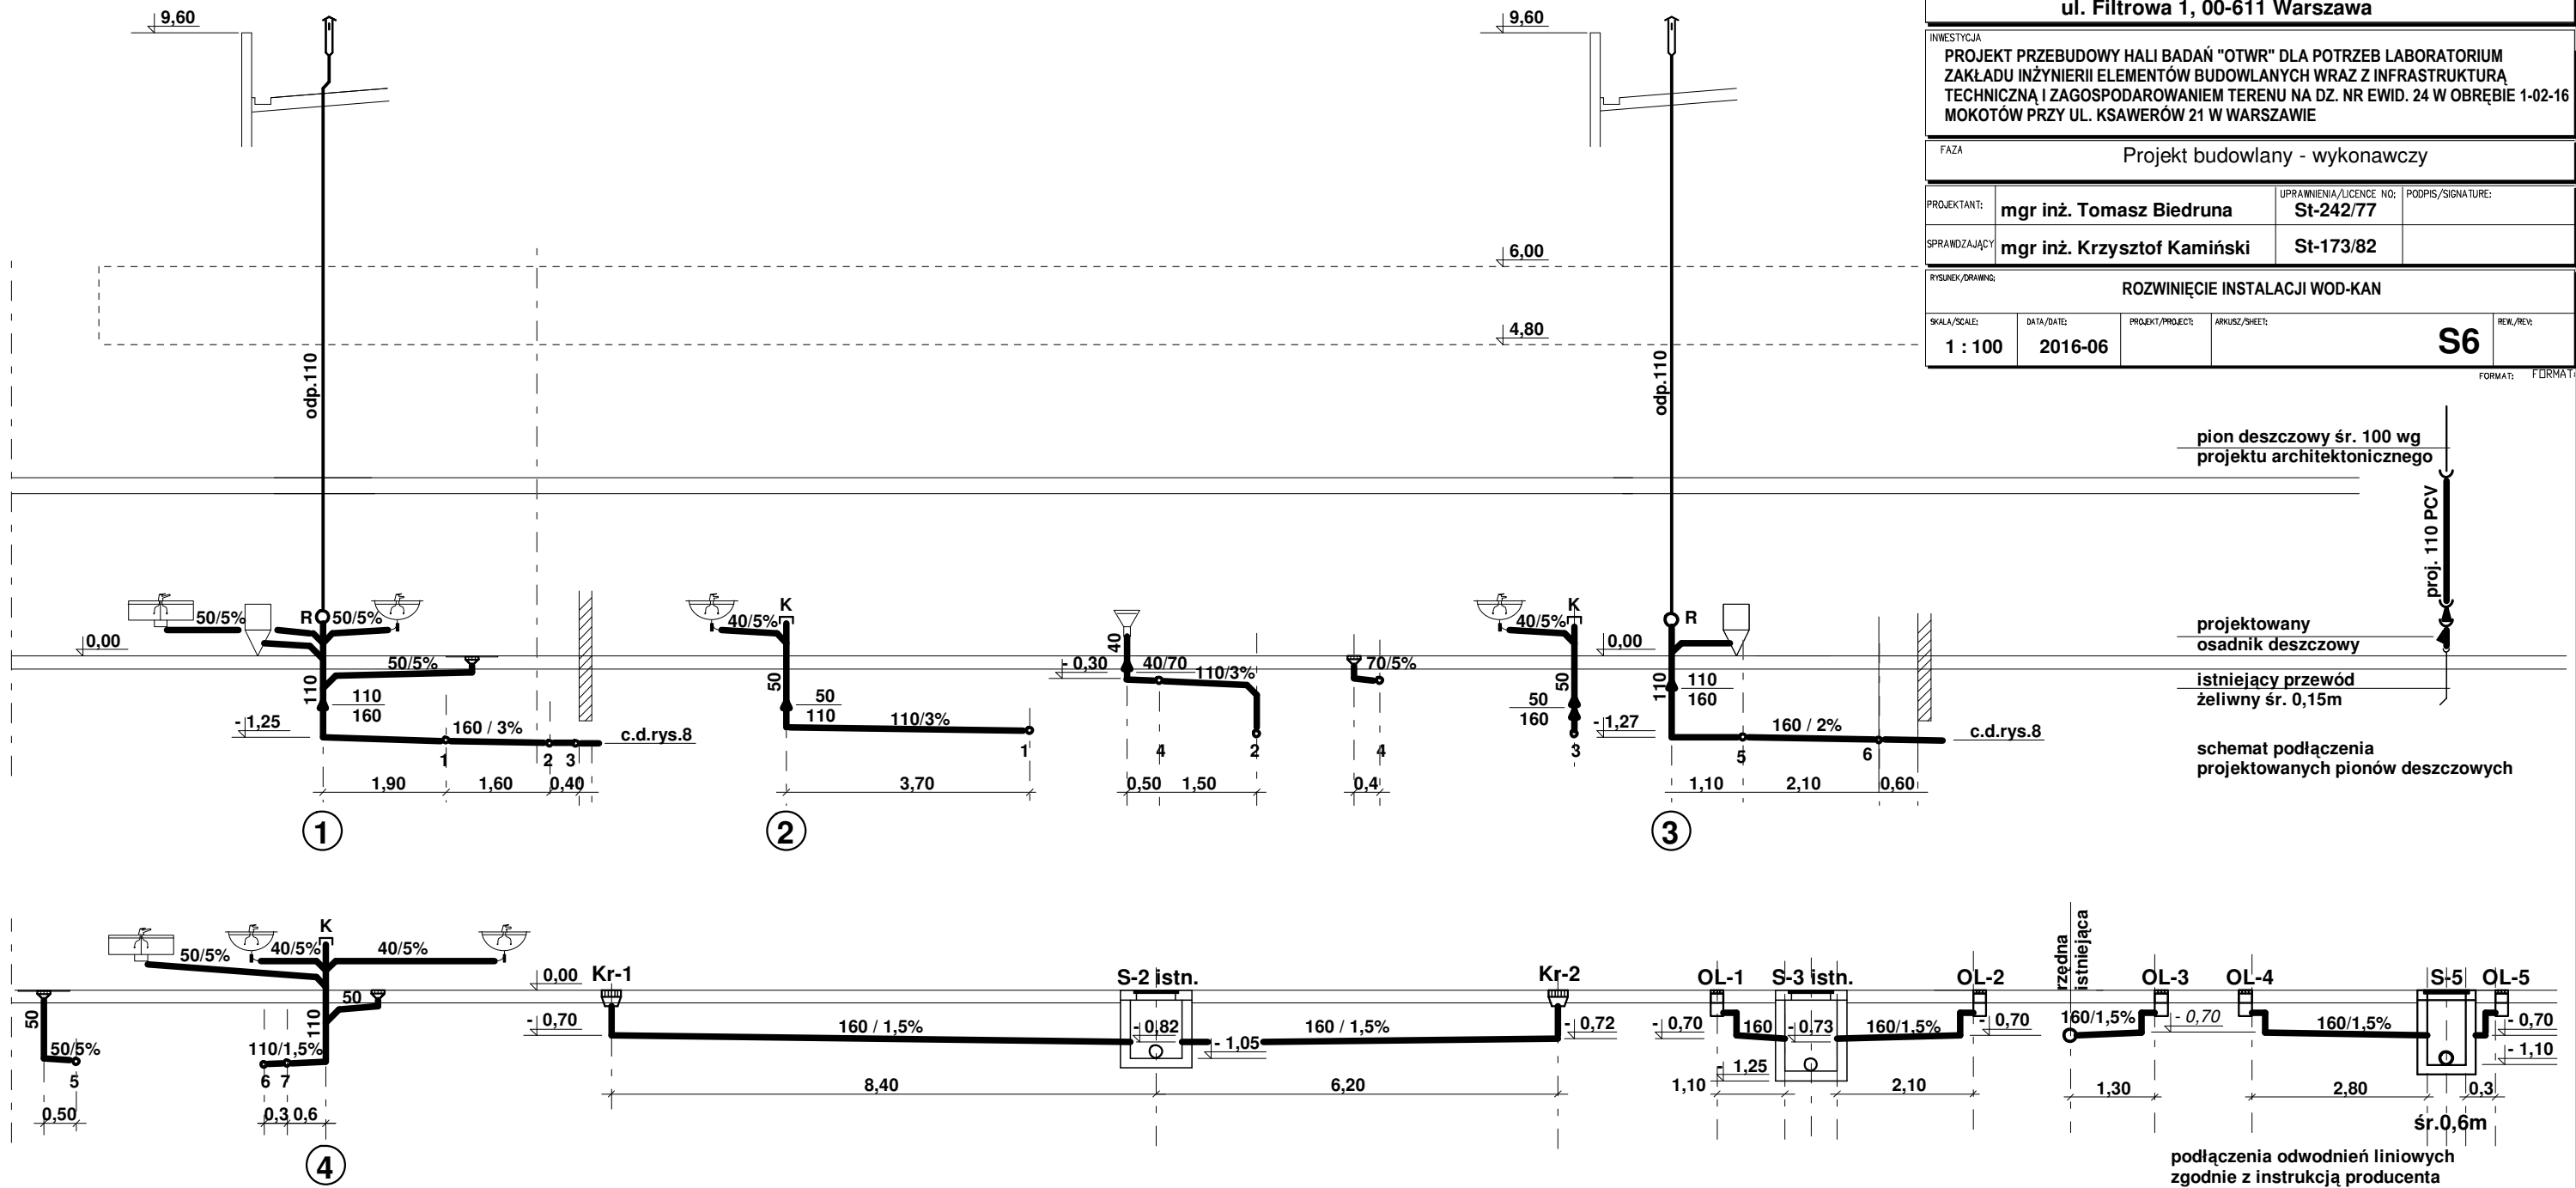 ul. Filtrowa 1, 00-611 Warszawa
INWESTYCJA
PROJEKT PRZEBUDOWY HALI BADAŃ "OTWR" DLA POTRZEB LABORATORIUM
ZAKŁADU INŻYNIERII ELEMENTÓW BUDOWLANYCH WRAZ Z INFRASTRUKTURĄ
TECHNICZNĄ I ZAGOSPODAROWANIEM TERENU NA DZ. NR EWID. 24 W OBRĘBIE 1-02-16
MOKOTÓW PRZY UL. KSAWERÓW 21 W WARSZAWIE
FAZA
Projekt budowlany - wykonawczy
PROJEKTANT: mgr inż. Tomasz Biedruna UPRAWNIENIA/LICENCE NO: St-242/77 PODPIS/SIGNATURE:
SPRAWDZAJĄCY mgr inż. Krzysztof Kamiński St-173/82
RYSUNEK/DRAWING:
ROZWINIĘCIE INSTALACJI WOD-KAN
SKALA/SCALE: DATA/DATE: PROJEKT/PROJECT: ARKUSZ/SHEET: REW./REV:
1 : 100 2016-06 S6
FORMAT: FORMAT:
9,60 9,60
6,00
4,80
odp.110 odp.110
pion deszczowy śr. 100 wg
projektu architektonicznego
proj. 110 PCV
projektowany
osadnik deszczowy
istniejący przewód
żeliwny śr. 0,15m
schemat podłączenia
projektowanych pionów deszczowych
0,00 50/5% R 50/5% 50/5%
110 110
160
- 1,25 160 / 3% c.d.rys.8
1 2 3
1,90 1,60 0,40
1
K
40/5%
50 50
110 110/3%
1
3,70
2
40
- 0,30 40/70 110/3%
4 2
0,50 1,50
70/5%
4
0,4
K
40/5%
50 50
160
3
0,00 R
110 110
160
- 1,27 160 / 2% c.d.rys.8
5 6
1,10 2,10 0,60
3
50
50/5%
5
0,50
K
50/5% 40/5% 40/5%
50
110
110/1,5%
6 7
0,3 0,6
4
0,00 Kr-1 S-2 istn. Kr-2
- 0,70 160 / 1,5% - 0,82 - 1,05 160 / 1,5% - 0,72
8,40 6,20
OL-1 S-3 istn. OL-2
- 0,70 160 - 0,73 160/1,5% - 0,70
- 1,25
1,10 2,10
rzędna
istniejąca
OL-3
160/1,5% - 0,70
1,30
OL-4 S-5 OL-5
160/1,5% - 0,70
- 1,10
2,80 0,3
śr.0,6m
podłączenia odwodnień liniowych
zgodnie z instrukcją producenta